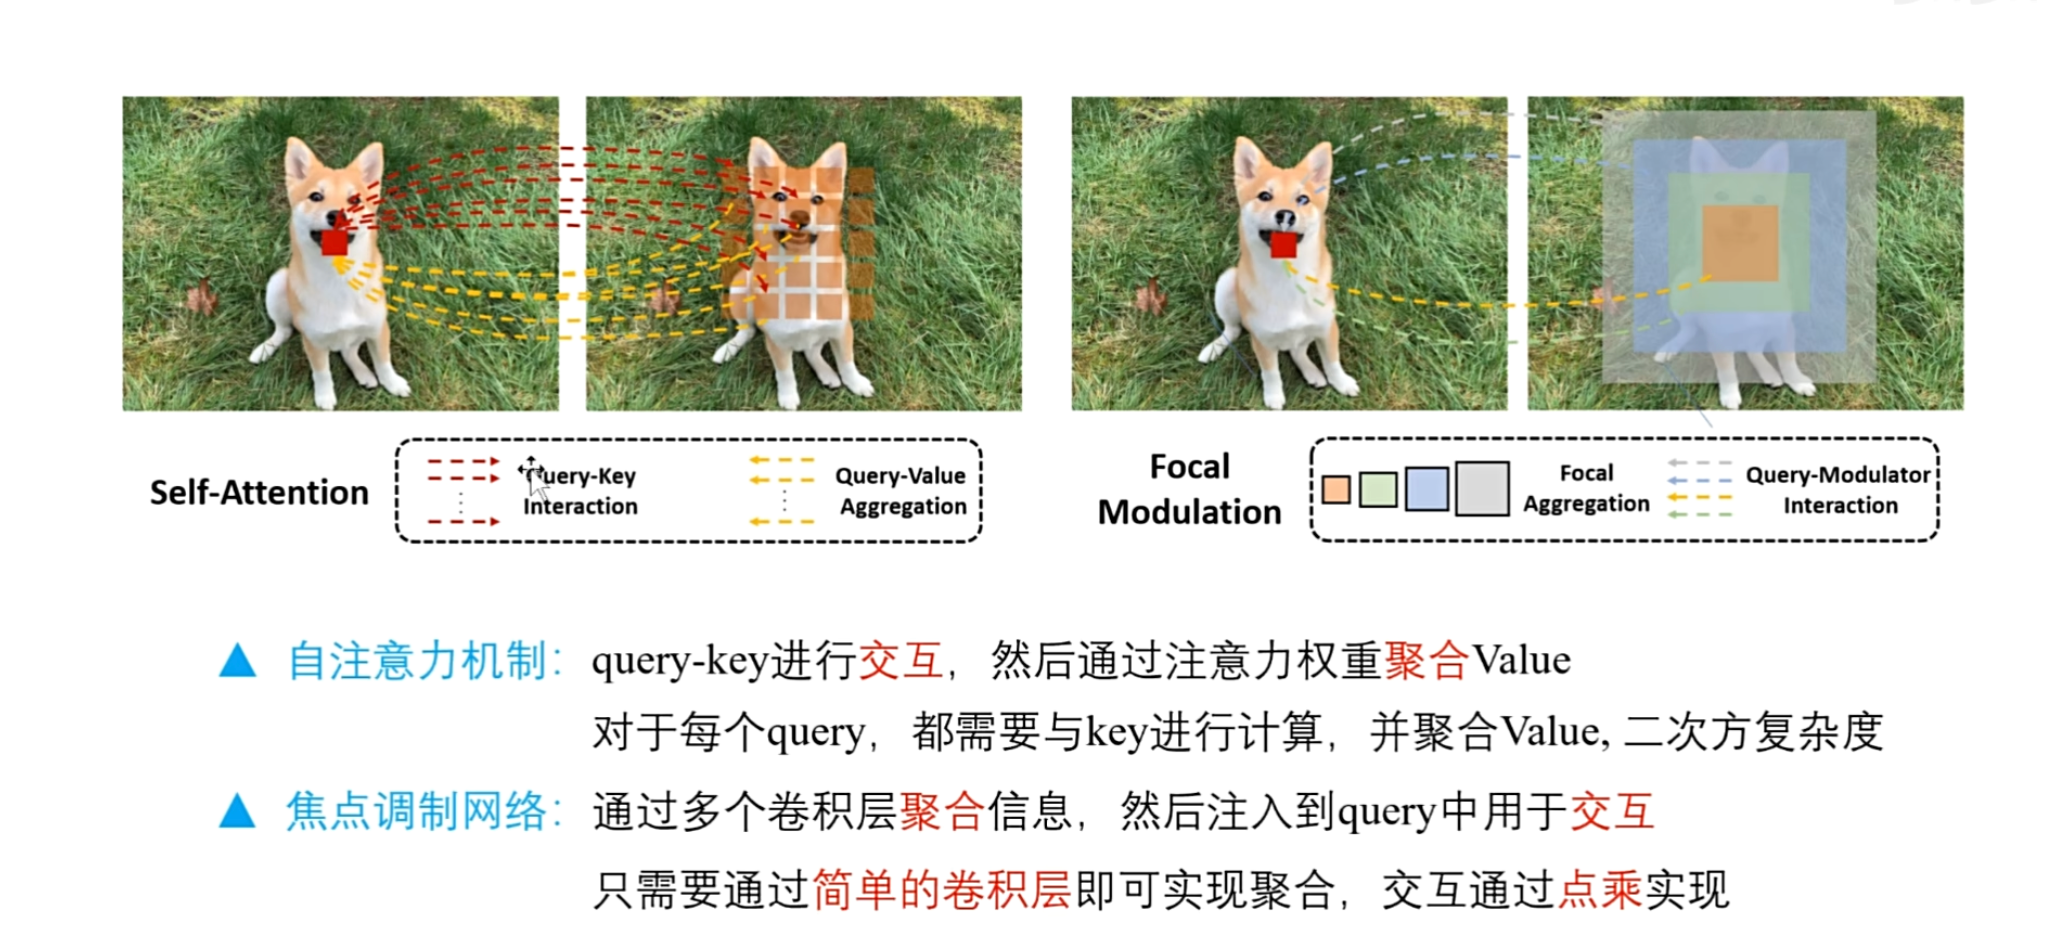 Self-Attention
Query-Key
Interaction
Query-Value
Aggregation
Focal
Modulation
Focal
Aggregation
Query-Modulator
Interaction
▲ 自注意力机制：query-key进行交互，然后通过注意力权重聚合Value
对于每个query，都需要与key进行计算，并聚合Value, 二次方复杂度
▲ 焦点调制网络：通过多个卷积层聚合信息，然后注入到query中用于交互
只需要通过简单的卷积层即可实现聚合，交互通过点乘实现